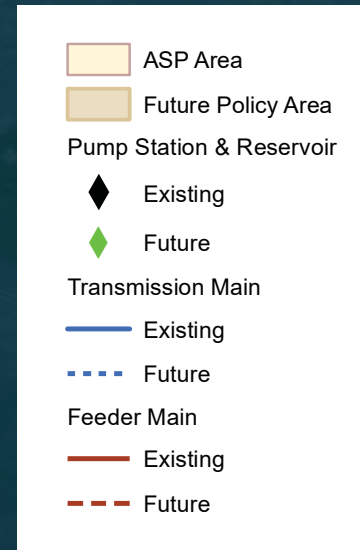 ASP Area
Future Policy Area
Pump Station & Reservoir
Existing
Future
Transmission Main
Existing
Future
Feeder Main
Existing
Future